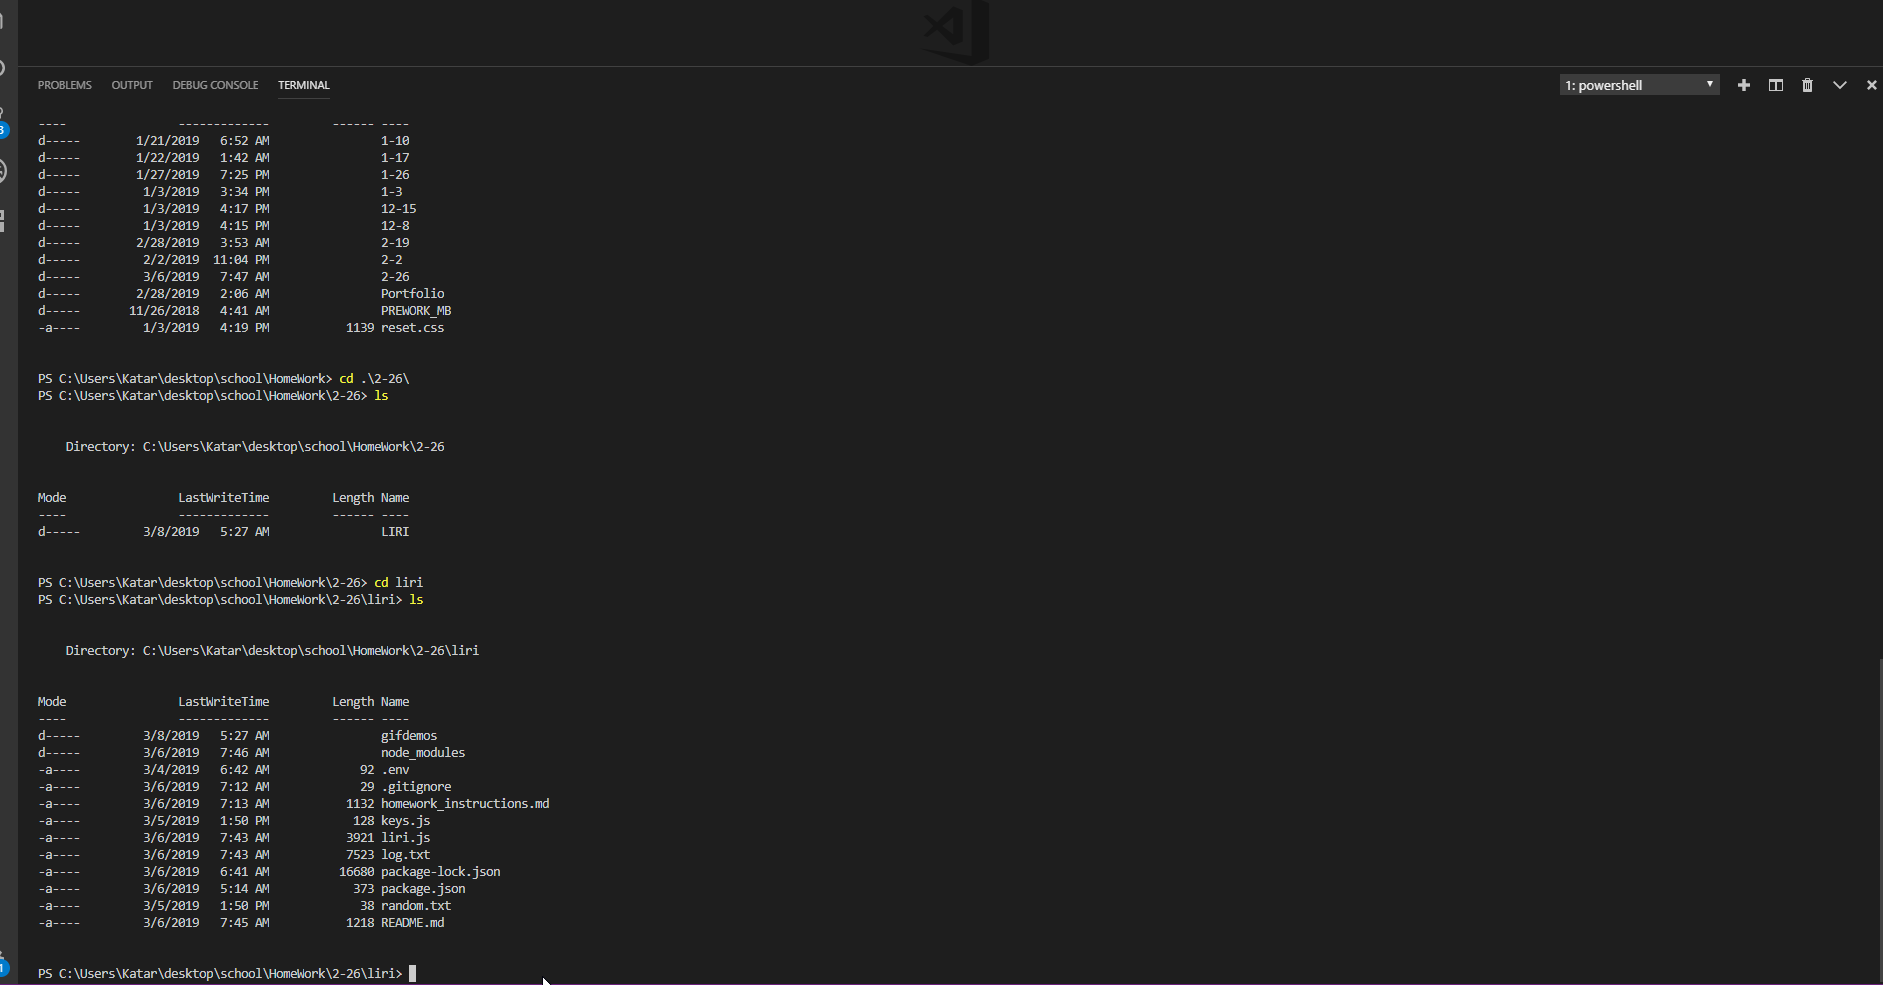 PROBLEMS OUTPUT DEBUG CONSOLE TERMINAL 1: powershell
---- ------------- ------ ----
d----- 1/21/2019 6:52 AM 1-10
d----- 1/22/2019 1:42 AM 1-17
d----- 1/27/2019 7:25 PM 1-26
d----- 1/3/2019 3:34 PM 1-3
d----- 1/3/2019 4:17 PM 12-15
d----- 1/3/2019 4:15 PM 12-8
d----- 2/28/2019 3:53 AM 2-19
d----- 2/2/2019 11:04 PM 2-2
d----- 3/6/2019 7:47 AM 2-26
d----- 2/28/2019 2:06 AM Portfolio
d----- 11/26/2018 4:41 AM PREWORK_MB
-a---- 1/3/2019 4:19 PM 1139 reset.css
PS C:\Users\Katar\desktop\school\HomeWork> cd .\2-26\
PS C:\Users\Katar\desktop\school\HomeWork\2-26> ls
Directory: C:\Users\Katar\desktop\school\HomeWork\2-26
Mode LastWriteTime Length Name
---- ------------- ------ ----
d----- 3/8/2019 5:27 AM LIRI
PS C:\Users\Katar\desktop\school\HomeWork\2-26> cd liri
PS C:\Users\Katar\desktop\school\HomeWork\2-26\liri> ls
Directory: C:\Users\Katar\desktop\school\HomeWork\2-26\liri
Mode LastWriteTime Length Name
---- ------------- ------ ----
d----- 3/8/2019 5:27 AM gifdemos
d----- 3/6/2019 7:46 AM node_modules
-a---- 3/4/2019 6:42 AM 92 .env
-a---- 3/6/2019 7:12 AM 29 .gitignore
-a---- 3/6/2019 7:13 AM 1132 homework_instructions.md
-a---- 3/5/2019 1:50 PM 128 keys.js
-a---- 3/6/2019 7:43 AM 3921 liri.js
-a---- 3/6/2019 7:43 AM 7523 log.txt
-a---- 3/6/2019 6:41 AM 16680 package-lock.json
-a---- 3/6/2019 5:14 AM 373 package.json
-a---- 3/5/2019 1:50 PM 38 random.txt
-a---- 3/6/2019 7:45 AM 1218 README.md
PS C:\Users\Katar\desktop\school\HomeWork\2-26\liri>